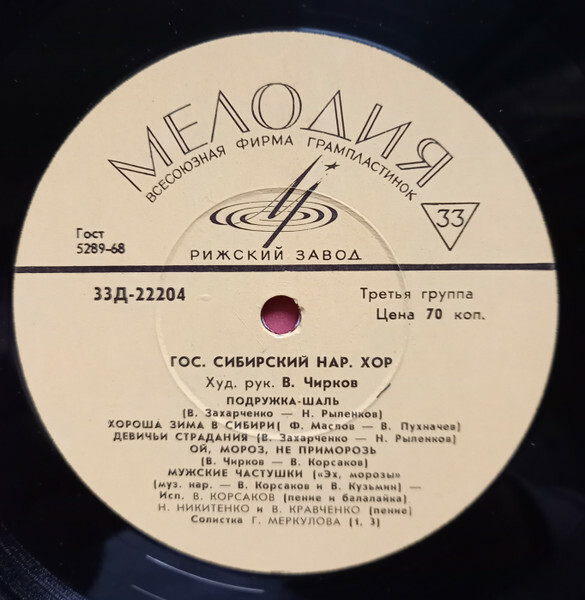 МЕЛОДИЯ
ВСЕСОЮЗНАЯ ФИРМА ГРАМПЛАСТИНОК
33
Гост
5289-68
РИЖСКИЙ ЗАВОД
33Д-22204
Третья группа
Цена 70 коп.
ГОС. СИБИРСКИЙ НАР. ХОР
Худ. рук. В. Чирков
ПОДРУЖКА-ШАЛЬ
(В. Захарченко — Н. Рыленков)
ХОРОША ЗИМА В СИБИРИ( Ф. Маслов — В. Пухначев)
ДЕВИЧЬИ СТРАДАНИЯ (В. Захарченко — Н. Рыленков)
ОЙ, МОРОЗ, НЕ ПРИМОРОЗЬ
(В. Чирков — В. Корсаков)
МУЖСКИЕ ЧАСТУШКИ («Эх, морозы»)
(муз. нар. — В. Корсаков и В. Кузьмин) —
Исп. В. КОРСАКОВ (пение и балалайка)
Н. НИКИТЕНКО и В. КРАВЧЕНКО (пение)
Солистка Г. МЕРКУЛОВА (1, 3)